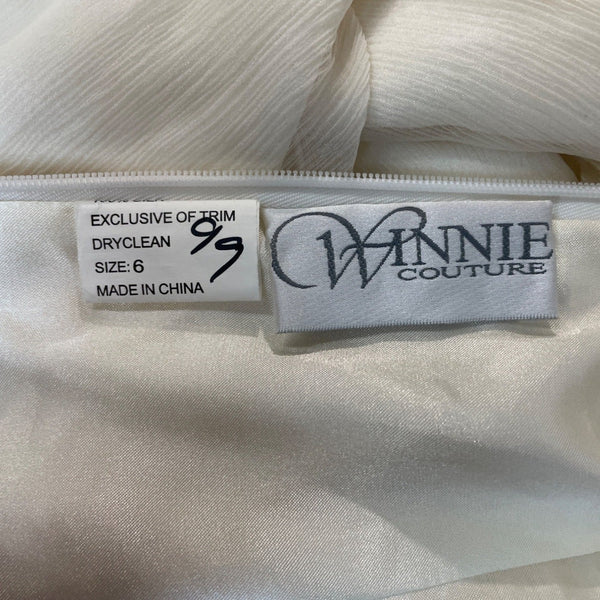 EXCLUSIVE OF TRIM
DRYCLEAN
SIZE: 6
MADE IN CHINA
9/9
WINNIE
COUTURE